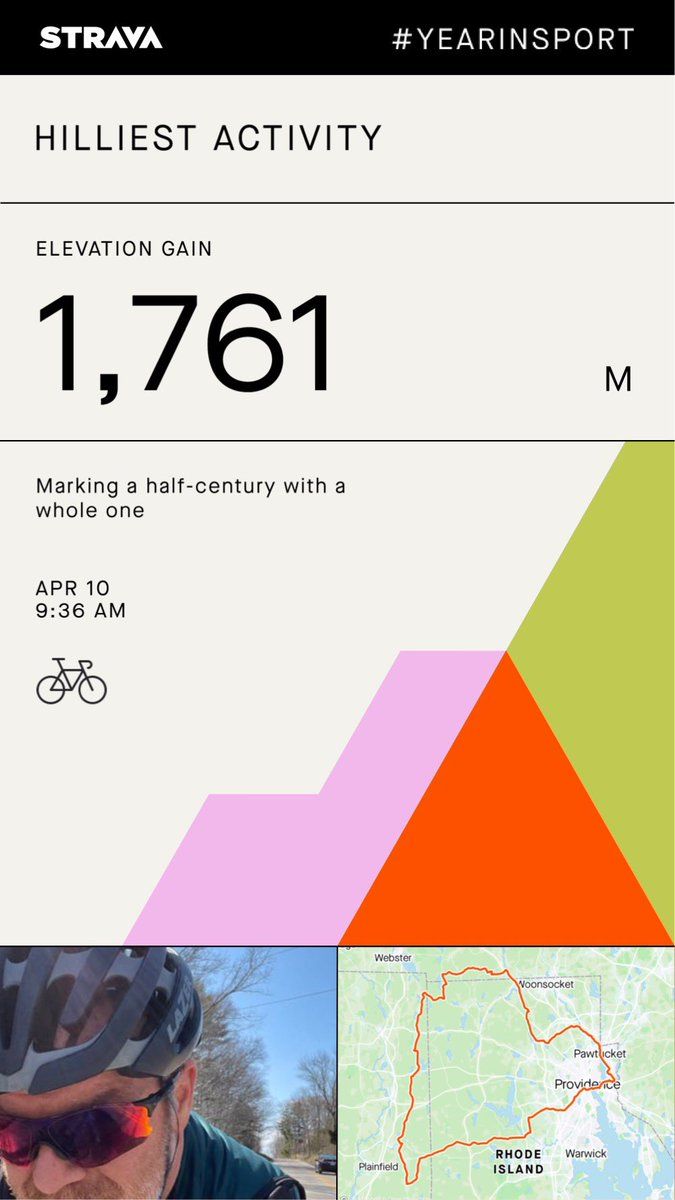 STRAVA
#YEARINSPORT
HILLIEST ACTIVITY
ELEVATION GAIN
1,761
M
Marking a half-century with a
whole one
APR 10
9:36 AM
LAZER
Webster
Woonsocket
Pawtucket
Providence
RHODE
ISLAND
Warwick
Plainfield